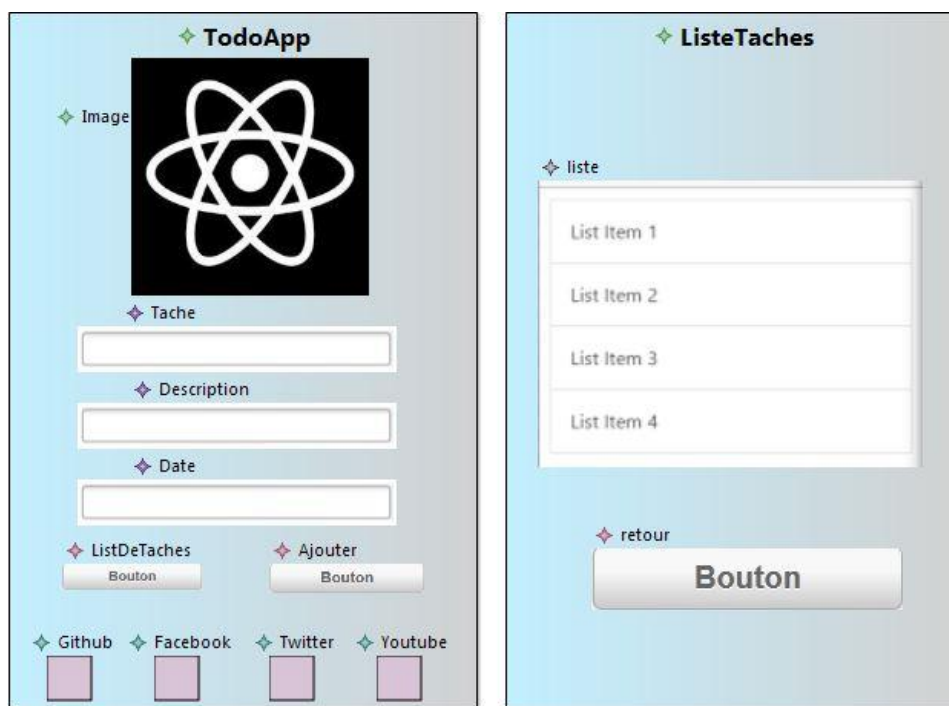 TodoApp
Image
Tache
Description
Date
ListDeTaches Ajouter
Bouton Bouton
Github Facebook Twitter Youtube
ListeTaches
liste
List Item 1
List Item 2
List Item 3
List Item 4
retour
Bouton